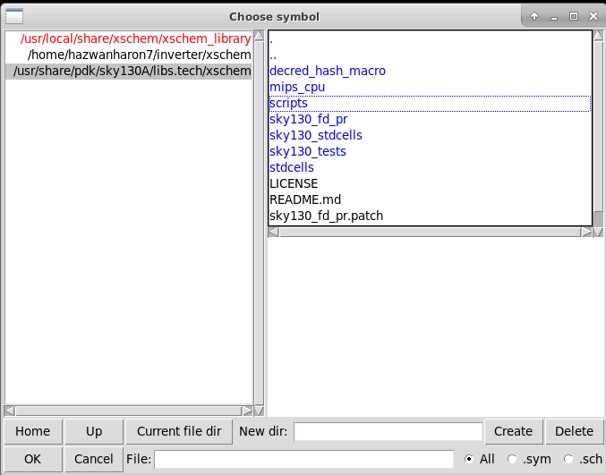 Choose symbol
/usr/local/share/xschem/xschem_library
/home/hazwanharon7/inverter/xschem
/usr/share/pdk/sky130A/libs.tech/xschem
.
..
decred_hash_macro
mips_cpu
scripts
sky130_fd_pr
sky130_stdcells
sky130_tests
stdcells
LICENSE
README.md
sky130_fd_pr.patch
Home Up Current file dir New dir: Create Delete
OK Cancel File: All .sym .sch